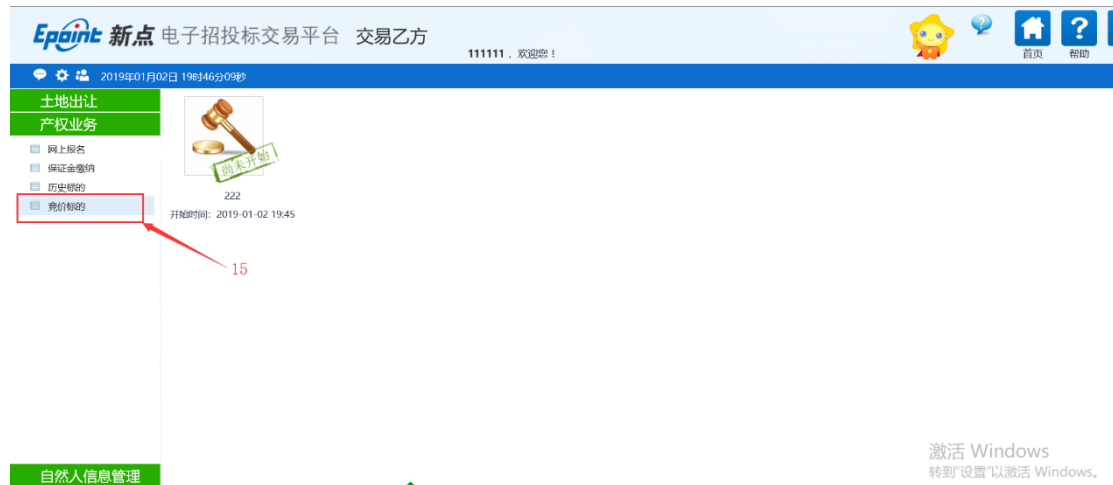 Epoint 新点 电子招投标交易平台 交易乙方
111111，欢迎您！
首页
帮助
2019年01月02日 19时46分09秒
土地出让
产权业务
网上报名
保证金缴纳
历史标的
竞价标的
尚未开始
222
开始时间：2019-01-02 19:45
15
自然人信息管理
激活 Windows
转到"设置"以激活 Windows。